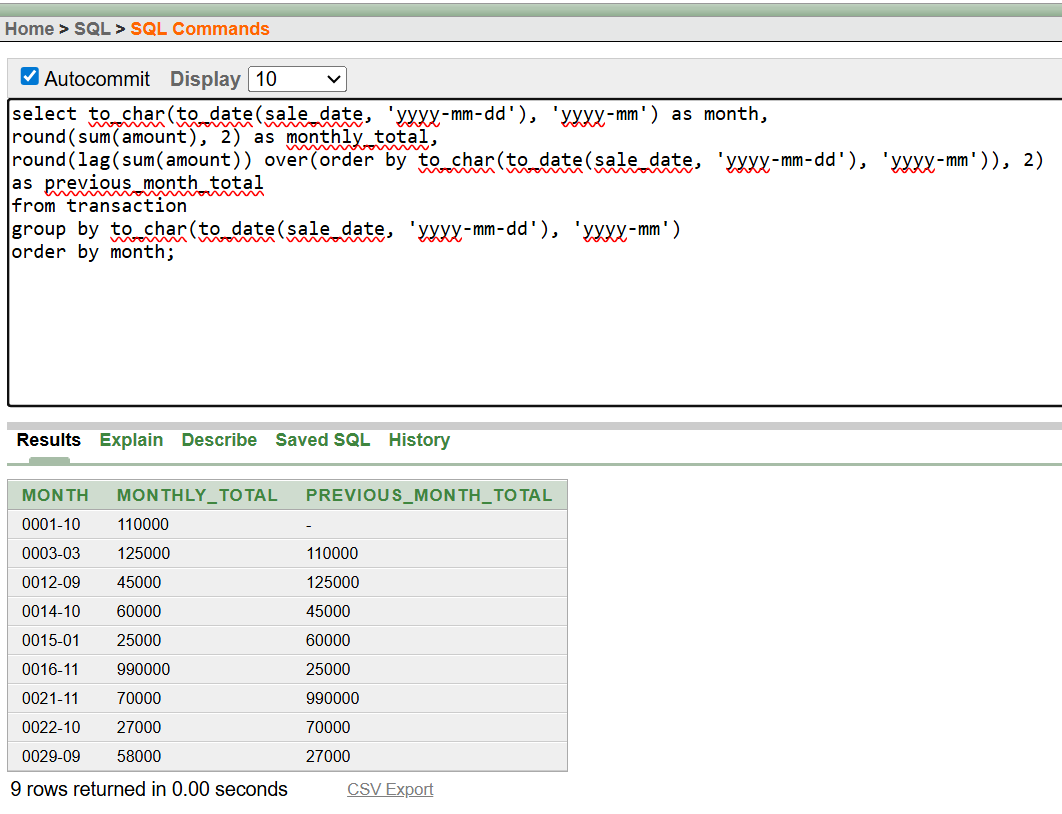 Home > SQL > SQL Commands
Autocommit Display 10
select to_char(to_date(sale_date, 'yyyy-mm-dd'), 'yyyy-mm') as month,
round(sum(amount), 2) as monthly_total,
round(lag(sum(amount)) over(order by to_char(to_date(sale_date, 'yyyy-mm-dd'), 'yyyy-mm')), 2)
as previous_month_total
from transaction
group by to_char(to_date(sale_date, 'yyyy-mm-dd'), 'yyyy-mm')
order by month;
Results Explain Describe Saved SQL History
MONTH MONTHLY_TOTAL PREVIOUS_MONTH_TOTAL
0001-10 110000 -
0003-03 125000 110000
0012-09 45000 125000
0014-10 60000 45000
0015-01 25000 60000
0016-11 990000 25000
0021-11 70000 990000
0022-10 27000 70000
0029-09 58000 27000
9 rows returned in 0.00 seconds CSV Export